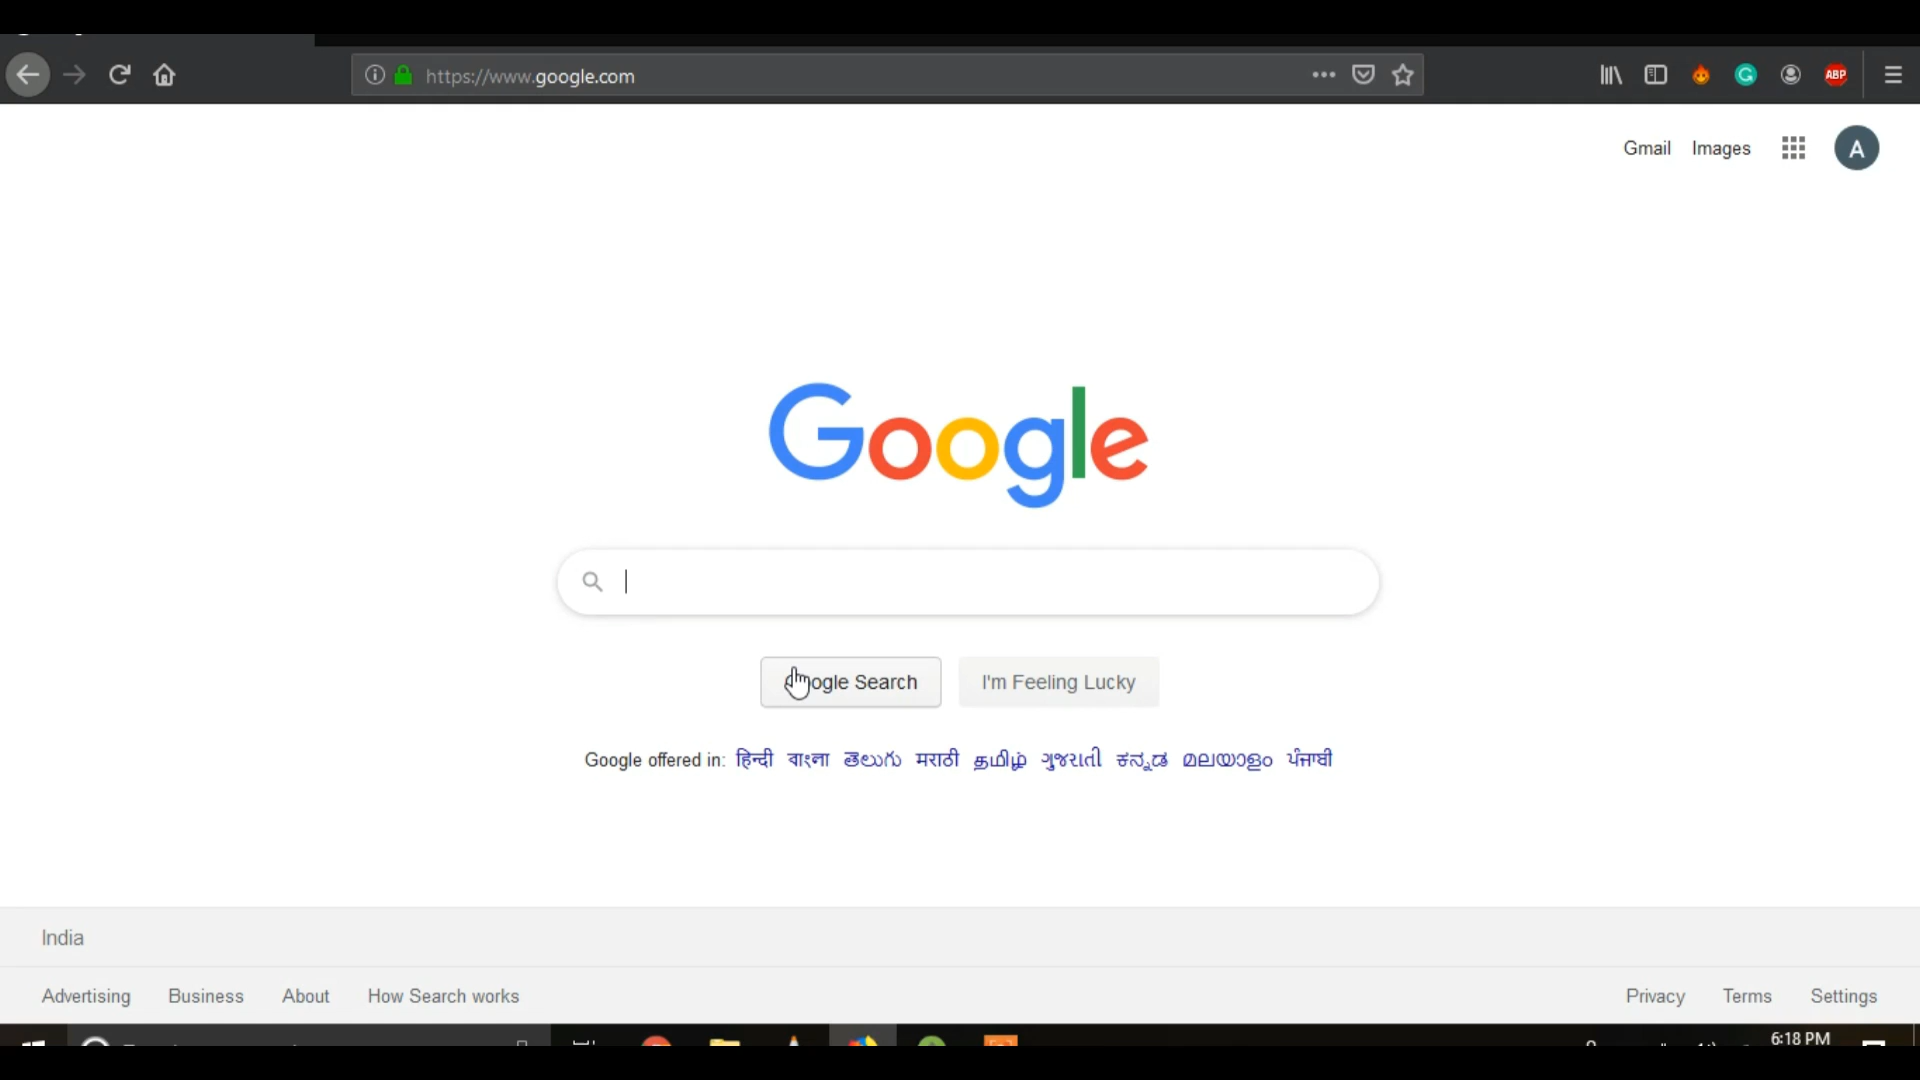 https://www.google.com
ABP
Gmail Images A
Google
Google Search I'm Feeling Lucky
Google offered in: हिन्दी বাংলা తెలుగు मराठी தமிழ் ગુજરાતી ಕನ್ನಡ മലയാളം ਪੰਜਾਬੀ
India
Advertising Business About How Search works Privacy Terms Settings
6:18 PM